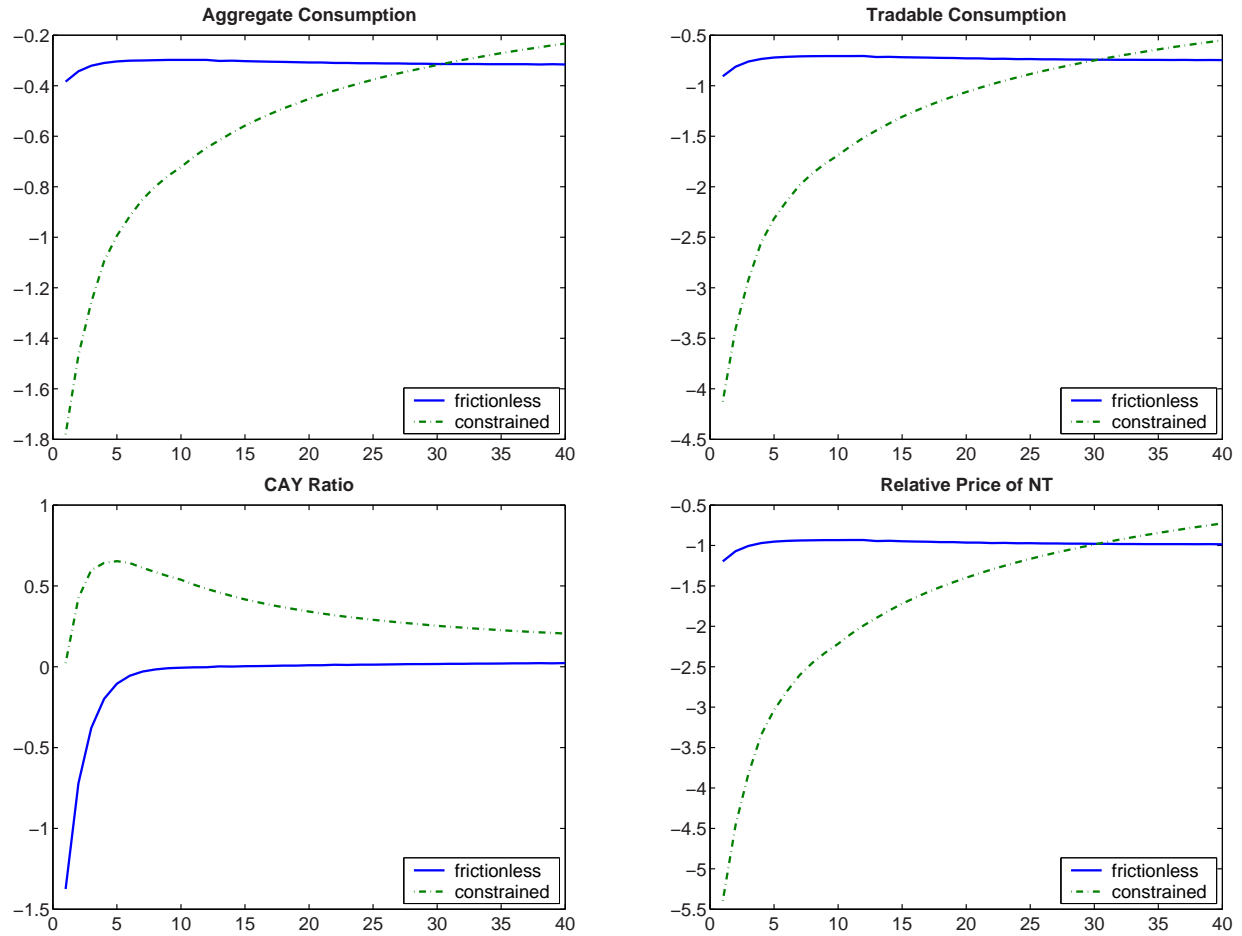 Aggregate Consumption
−0.2
−0.4
−0.6
−0.8
−1
−1.2
−1.4
−1.6
−1.8
0 5 10 15 20 25 30 35 40
frictionless
constrained
Tradable Consumption
−0.5
−1
−1.5
−2
−2.5
−3
−3.5
−4
−4.5
0 5 10 15 20 25 30 35 40
frictionless
constrained
CAY Ratio
1
0.5
0
−0.5
−1
−1.5
0 5 10 15 20 25 30 35 40
frictionless
constrained
Relative Price of NT
−0.5
−1
−1.5
−2
−2.5
−3
−3.5
−4
−4.5
−5
−5.5
0 5 10 15 20 25 30 35 40
frictionless
constrained